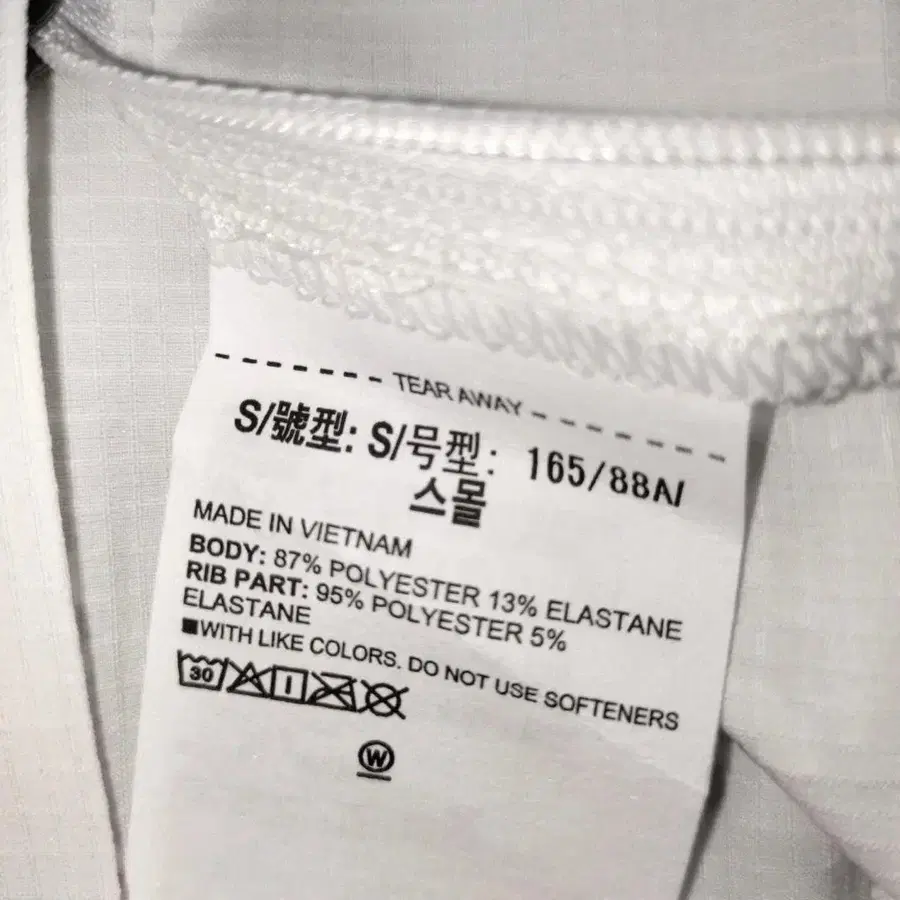 TEAR AWAY
S/號型: S/号型: 165/88A/
스몰
MADE IN VIETNAM
BODY: 87% POLYESTER 13% ELASTANE
RIB PART: 95% POLYESTER 5%
ELASTANE
■WITH LIKE COLORS. DO NOT USE SOFTENERS
30
W